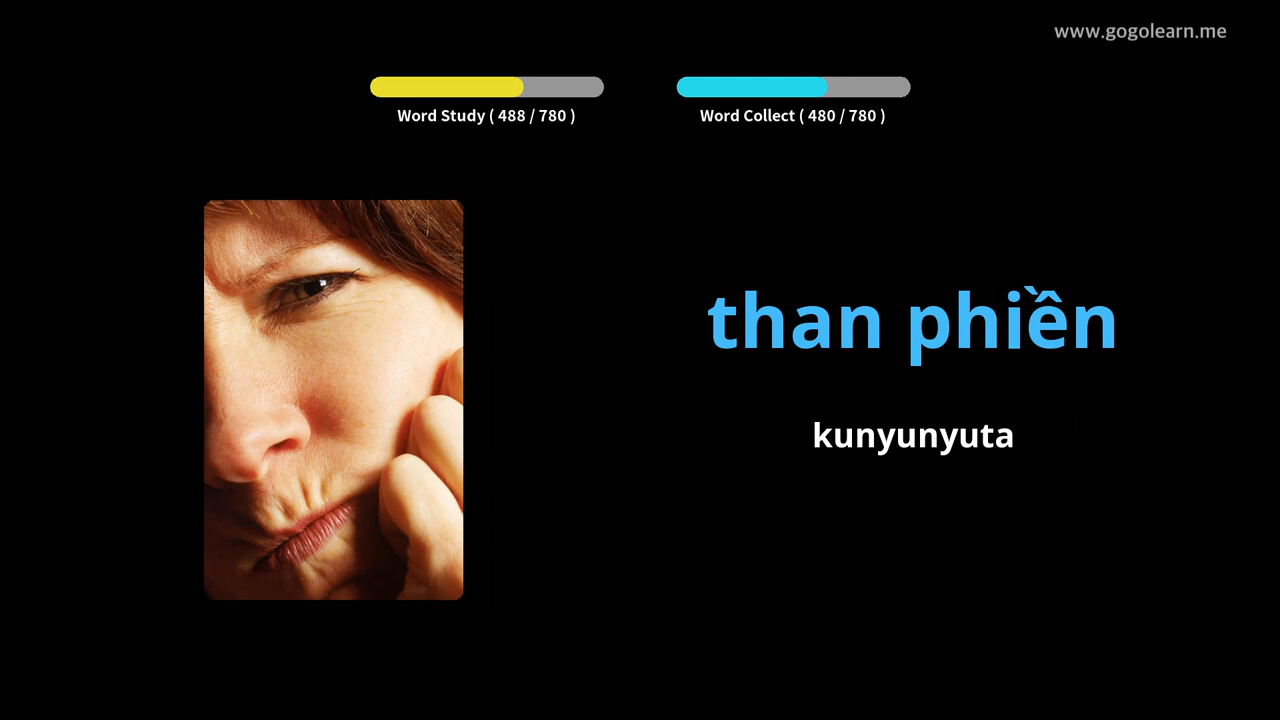 www.gogolearn.me
Word Study ( 488 / 780 )
Word Collect ( 480 / 780 )
than phiền
kunyunyuta